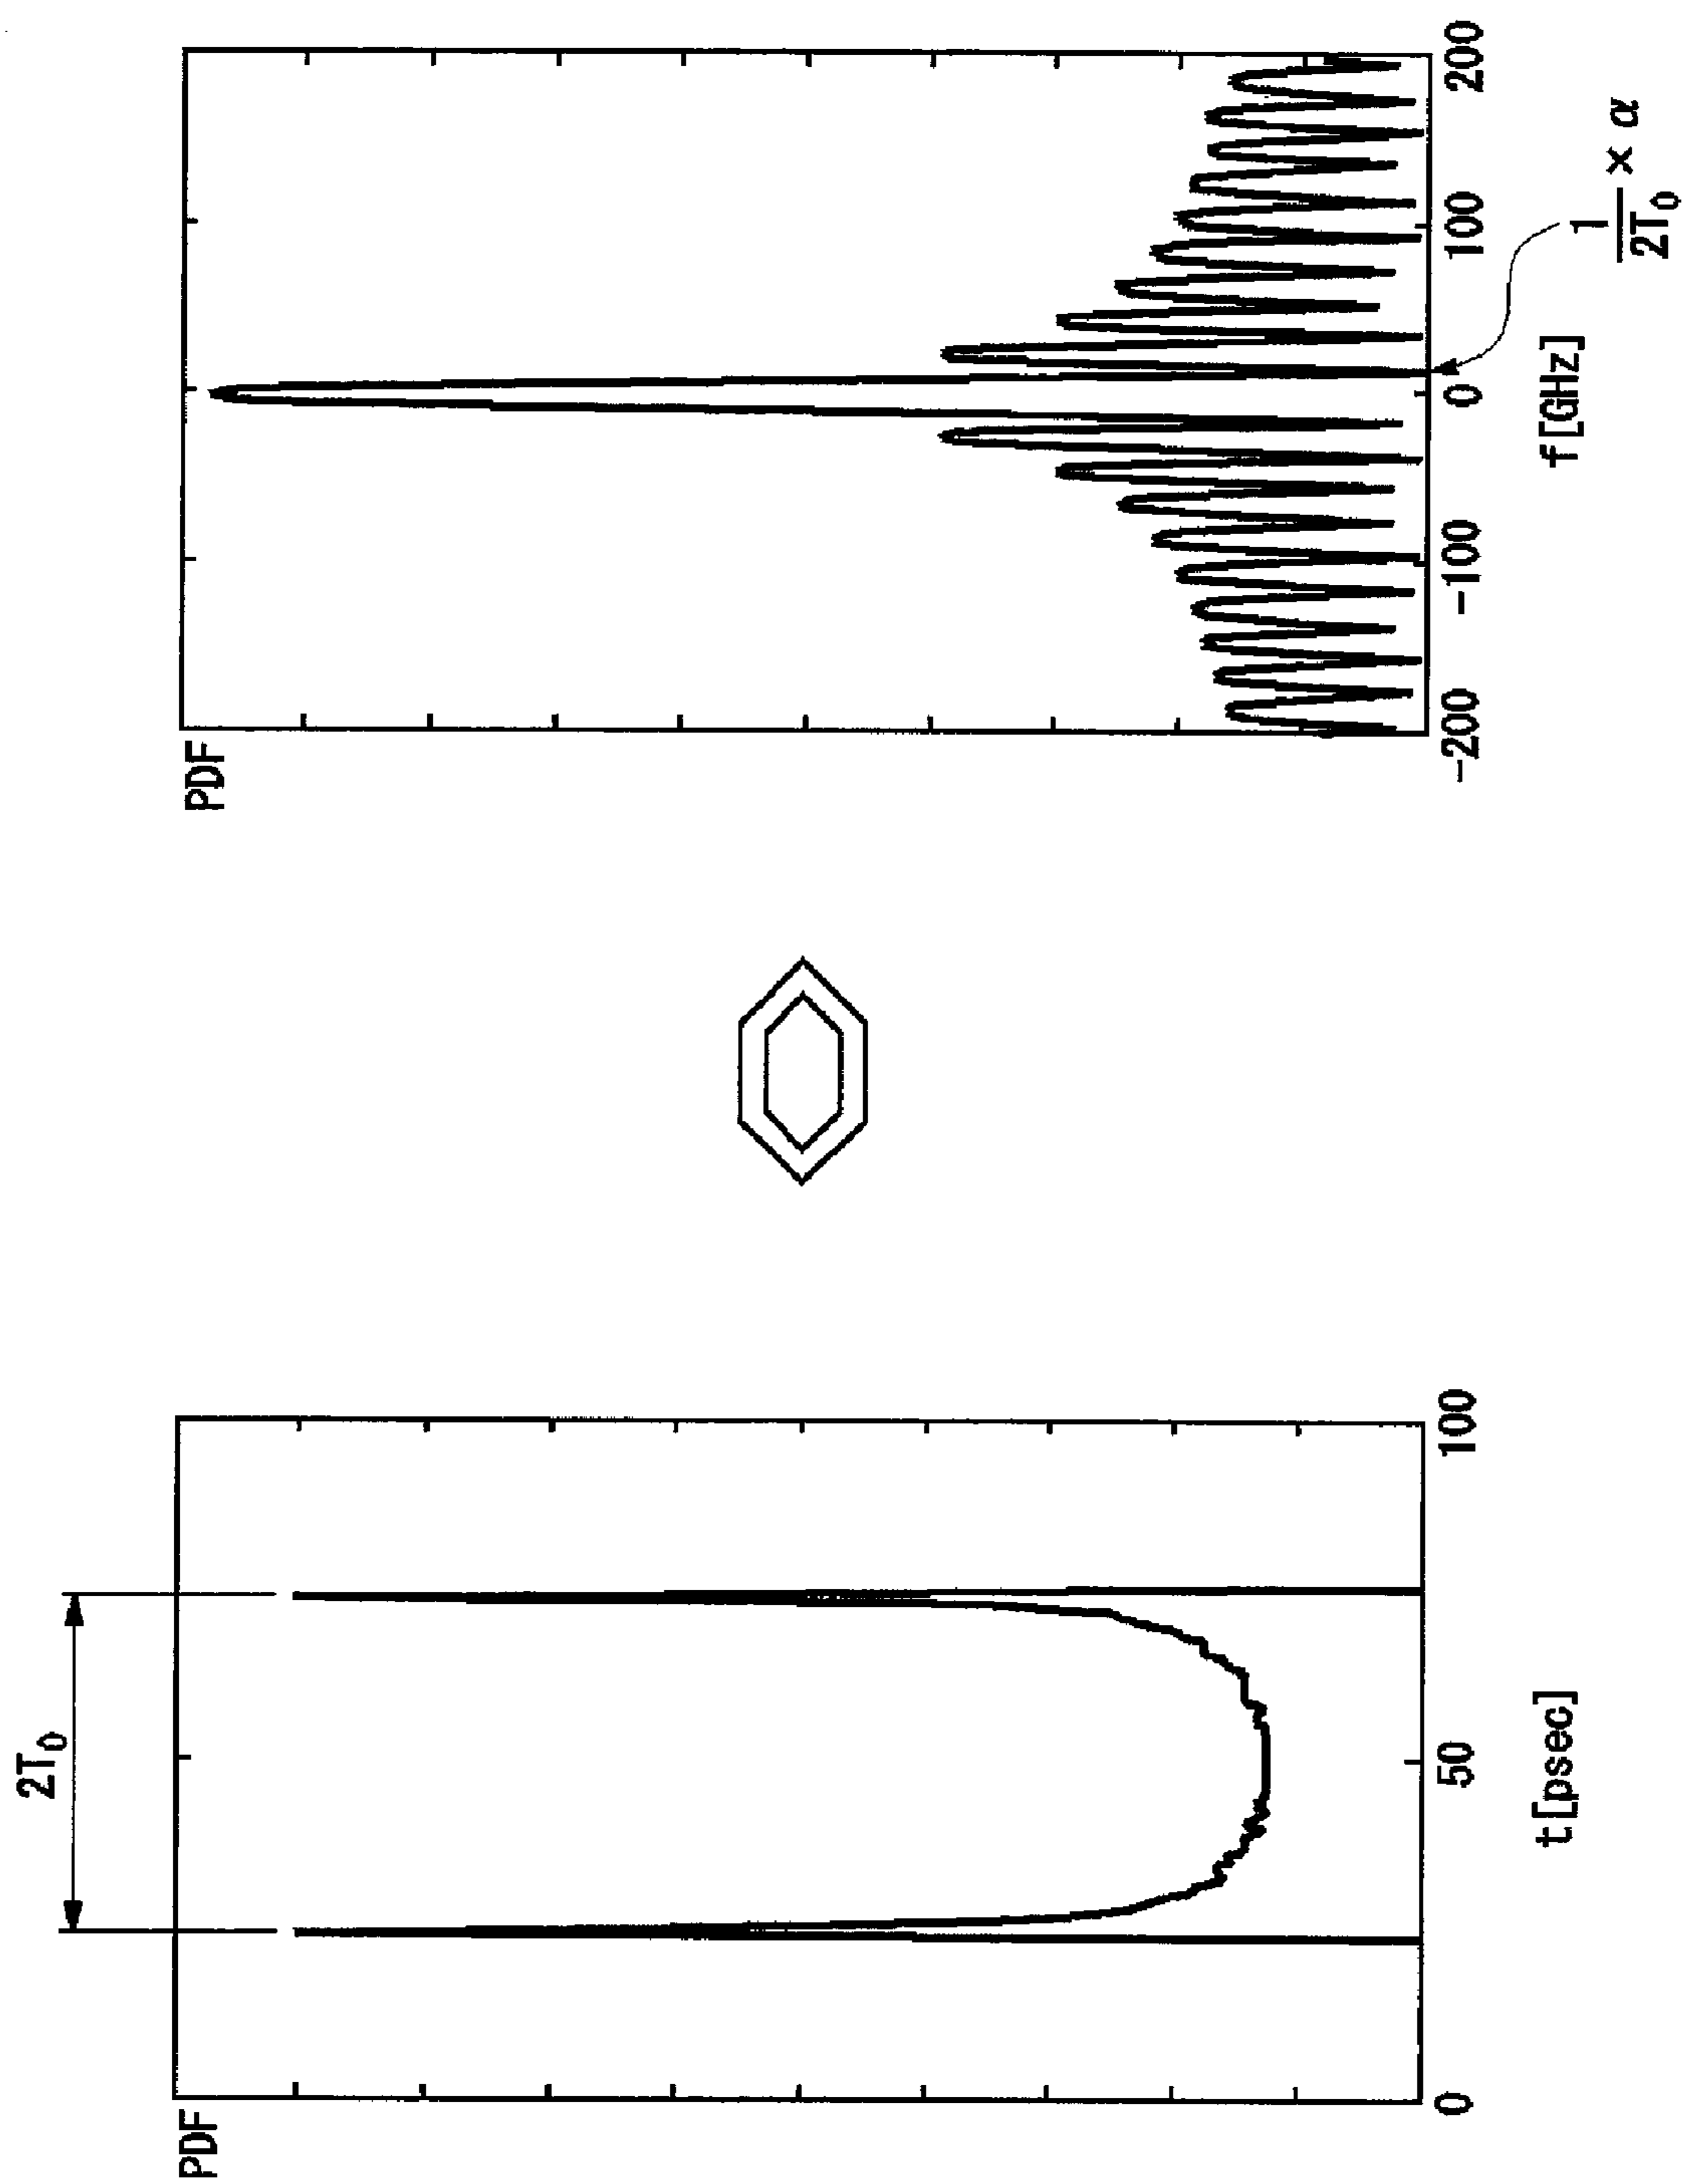 PDF
2T₀
0
50
100
t[psec]
PDF
-200
-100
0
100
200
f[GHz]
1/2T₀ × α